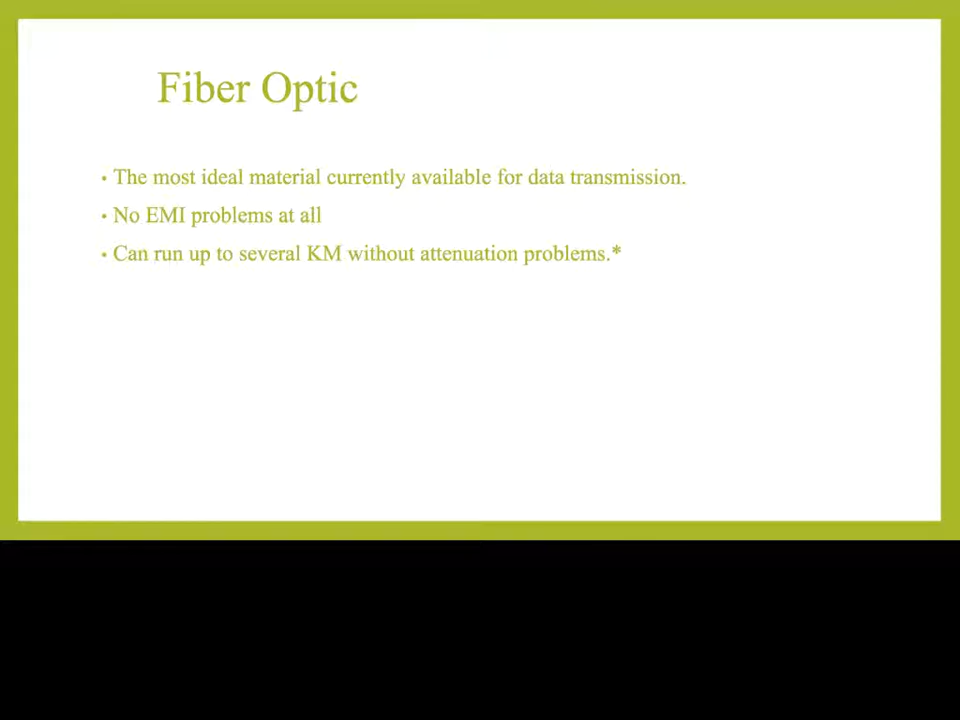 Fiber Optic
• The most ideal material currently available for data transmission.
• No EMI problems at all
• Can run up to several KM without attenuation problems.*